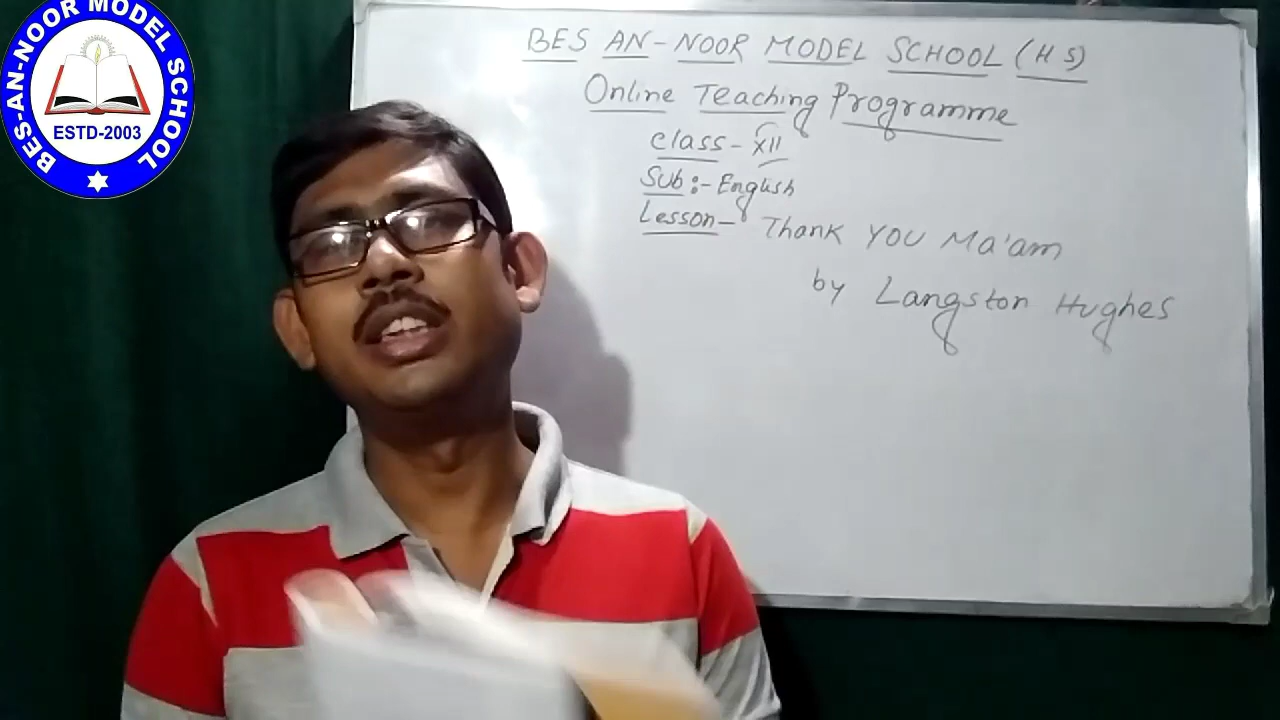 BES-AN-NOOR MODEL SCHOOL
ESTD-2003
BES AN-NOOR MODEL SCHOOL (H S)
Online Teaching Programme
Class - XII
Sub :- English
Lesson - Thank YOU Ma'am
by Langston Hughes